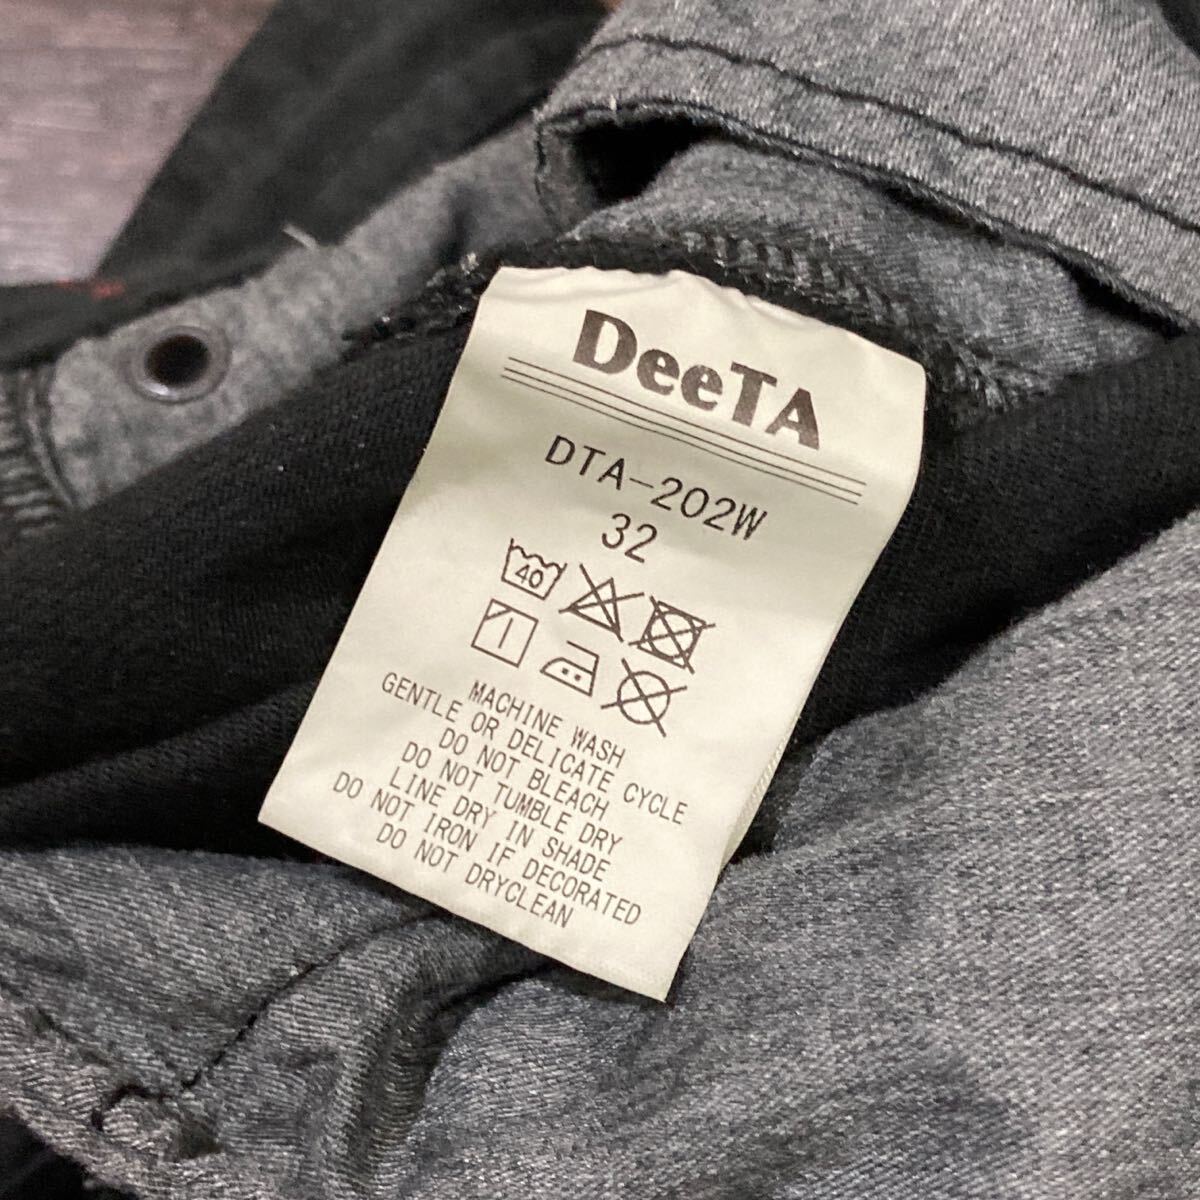 DeeTA
DTA-202W
32
40
MACHINE WASH
GENTLE OR DELICATE CYCLE
DO NOT BLEACH
DO NOT TUMBLE DRY
LINE DRY IN SHADE
DO NOT IRON IF DECORATED
DO NOT DRYCLEAN